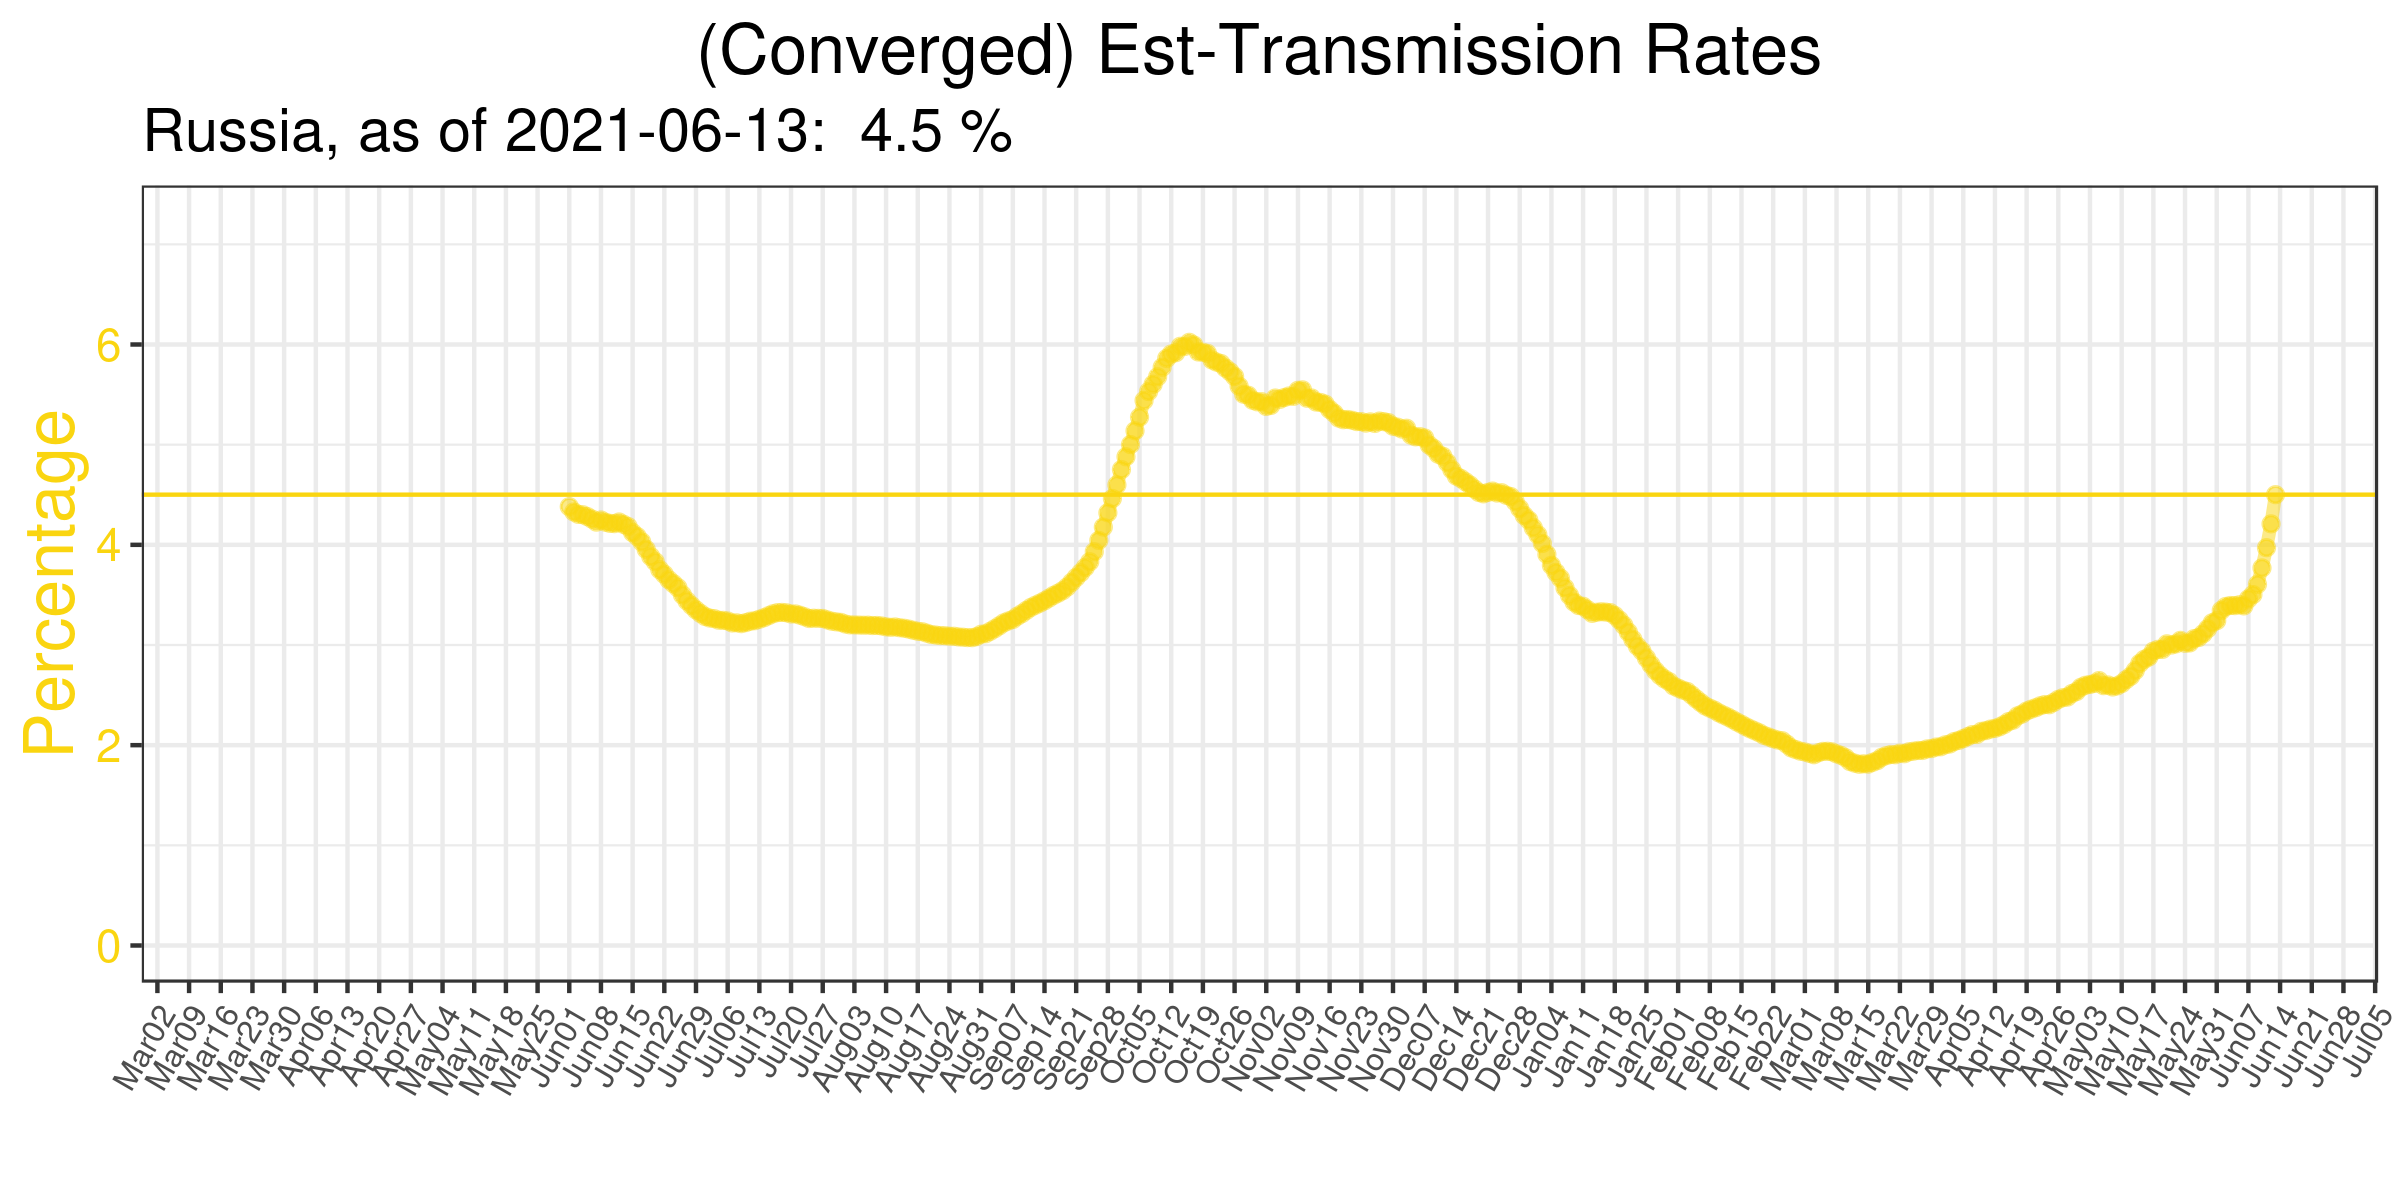 (Converged) Est-Transmission Rates
Russia, as of 2021-06-13:  4.5 %
Percentage
6
4
2
0
Mar02
Mar09
Mar16
Mar23
Mar30
Apr06
Apr13
Apr20
Apr27
May04
May11
May18
May25
Jun01
Jun08
Jun15
Jun22
Jun29
Jul06
Jul13
Jul20
Jul27
Aug03
Aug10
Aug17
Aug24
Aug31
Sep07
Sep14
Sep21
Sep28
Oct05
Oct12
Oct19
Oct26
Nov02
Nov09
Nov16
Nov23
Nov30
Dec07
Dec14
Dec21
Dec28
Jan04
Jan11
Jan18
Jan25
Feb01
Feb08
Feb15
Feb22
Mar01
Mar08
Mar15
Mar22
Mar29
Apr05
Apr12
Apr19
Apr26
May03
May10
May17
May24
May31
Jun07
Jun14
Jun21
Jun28
Jul05